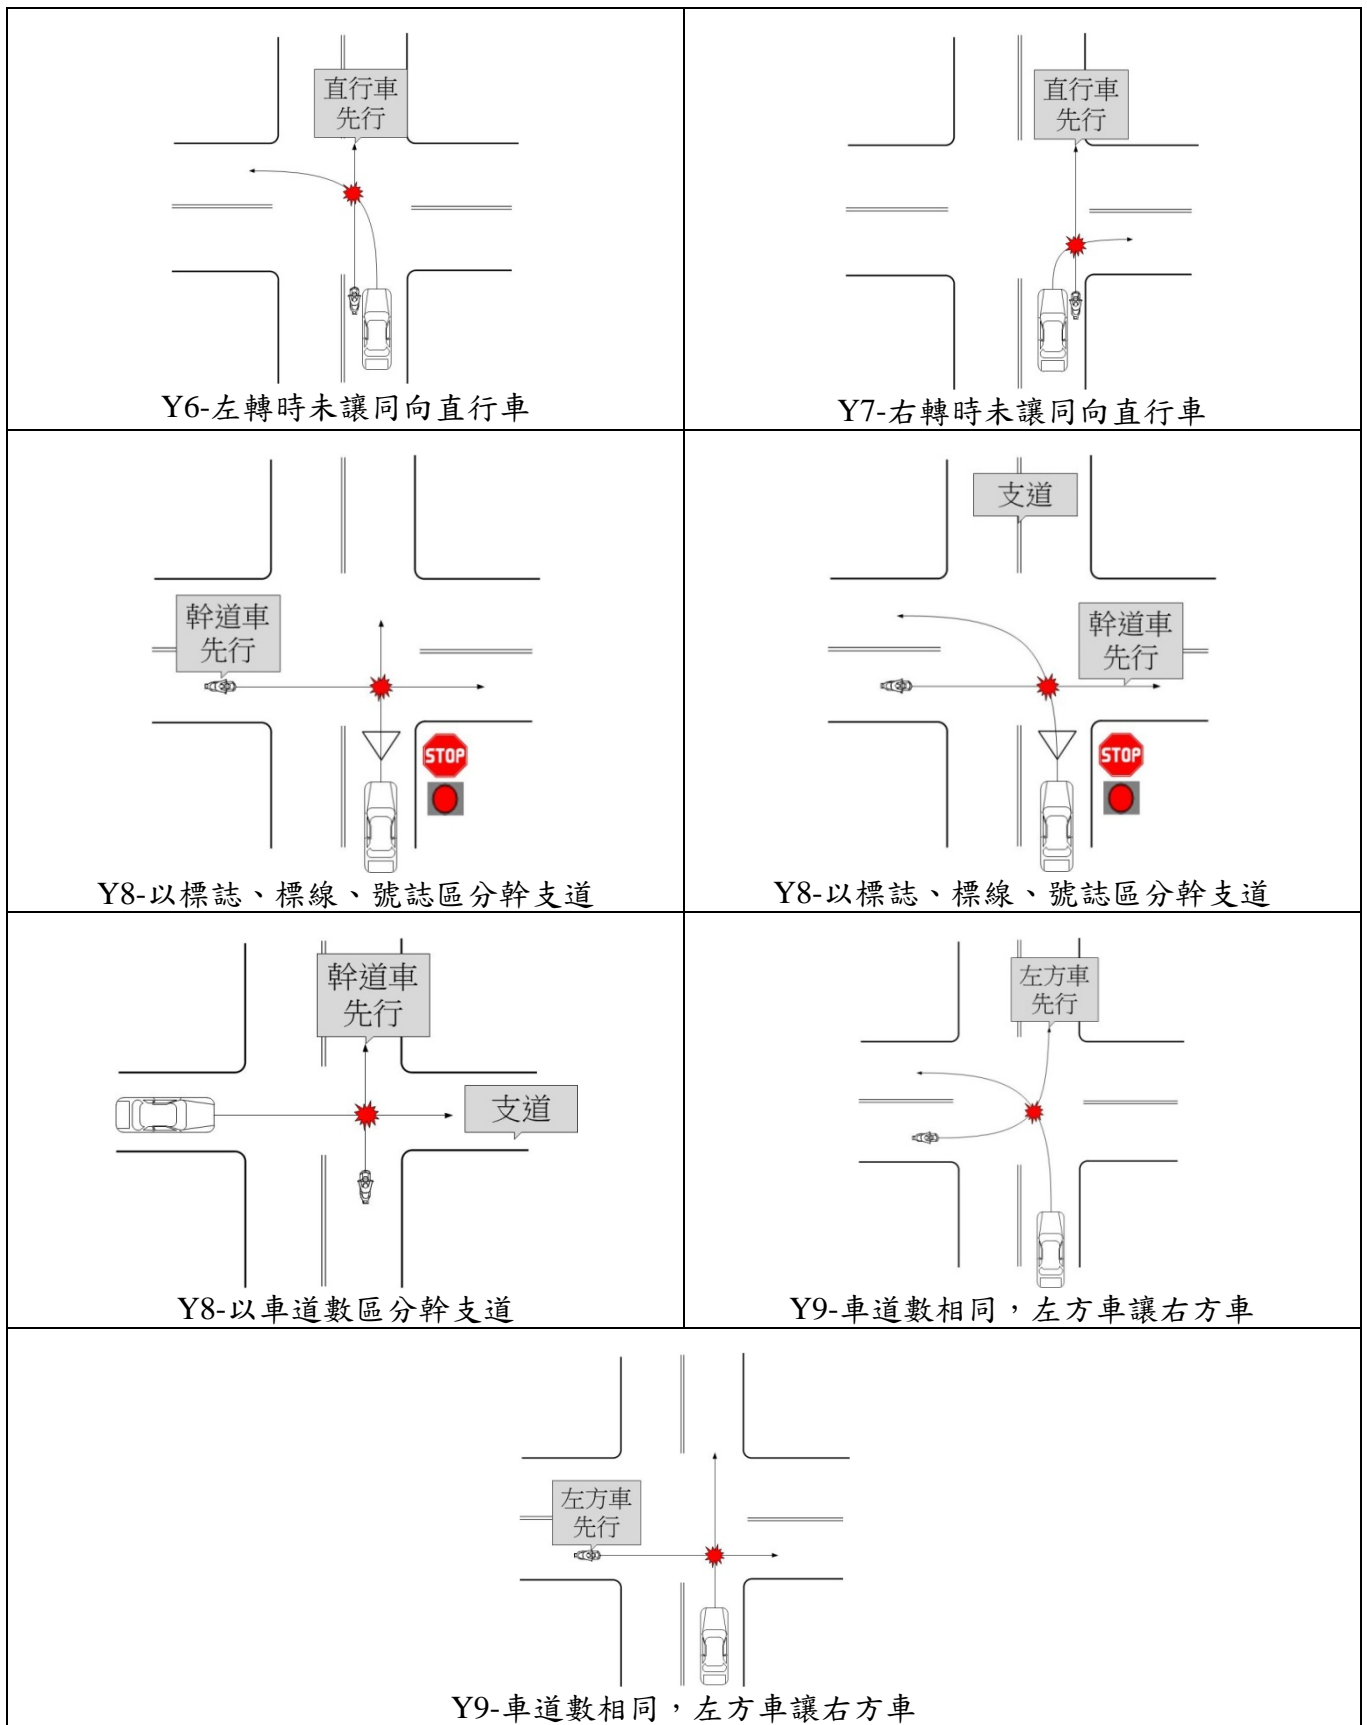 直行車
先行
Y6-左轉時未讓同向直行車
直行車
先行
Y7-右轉時未讓同向直行車
幹道車
先行
STOP
Y8-以標誌、標線、號誌區分幹支道
支道
幹道車
先行
STOP
Y8-以標誌、標線、號誌區分幹支道
幹道車
先行
支道
Y8-以車道數區分幹支道
左方車
先行
Y9-車道數相同，左方車讓右方車
左方車
先行
Y9-車道數相同，左方車讓右方車